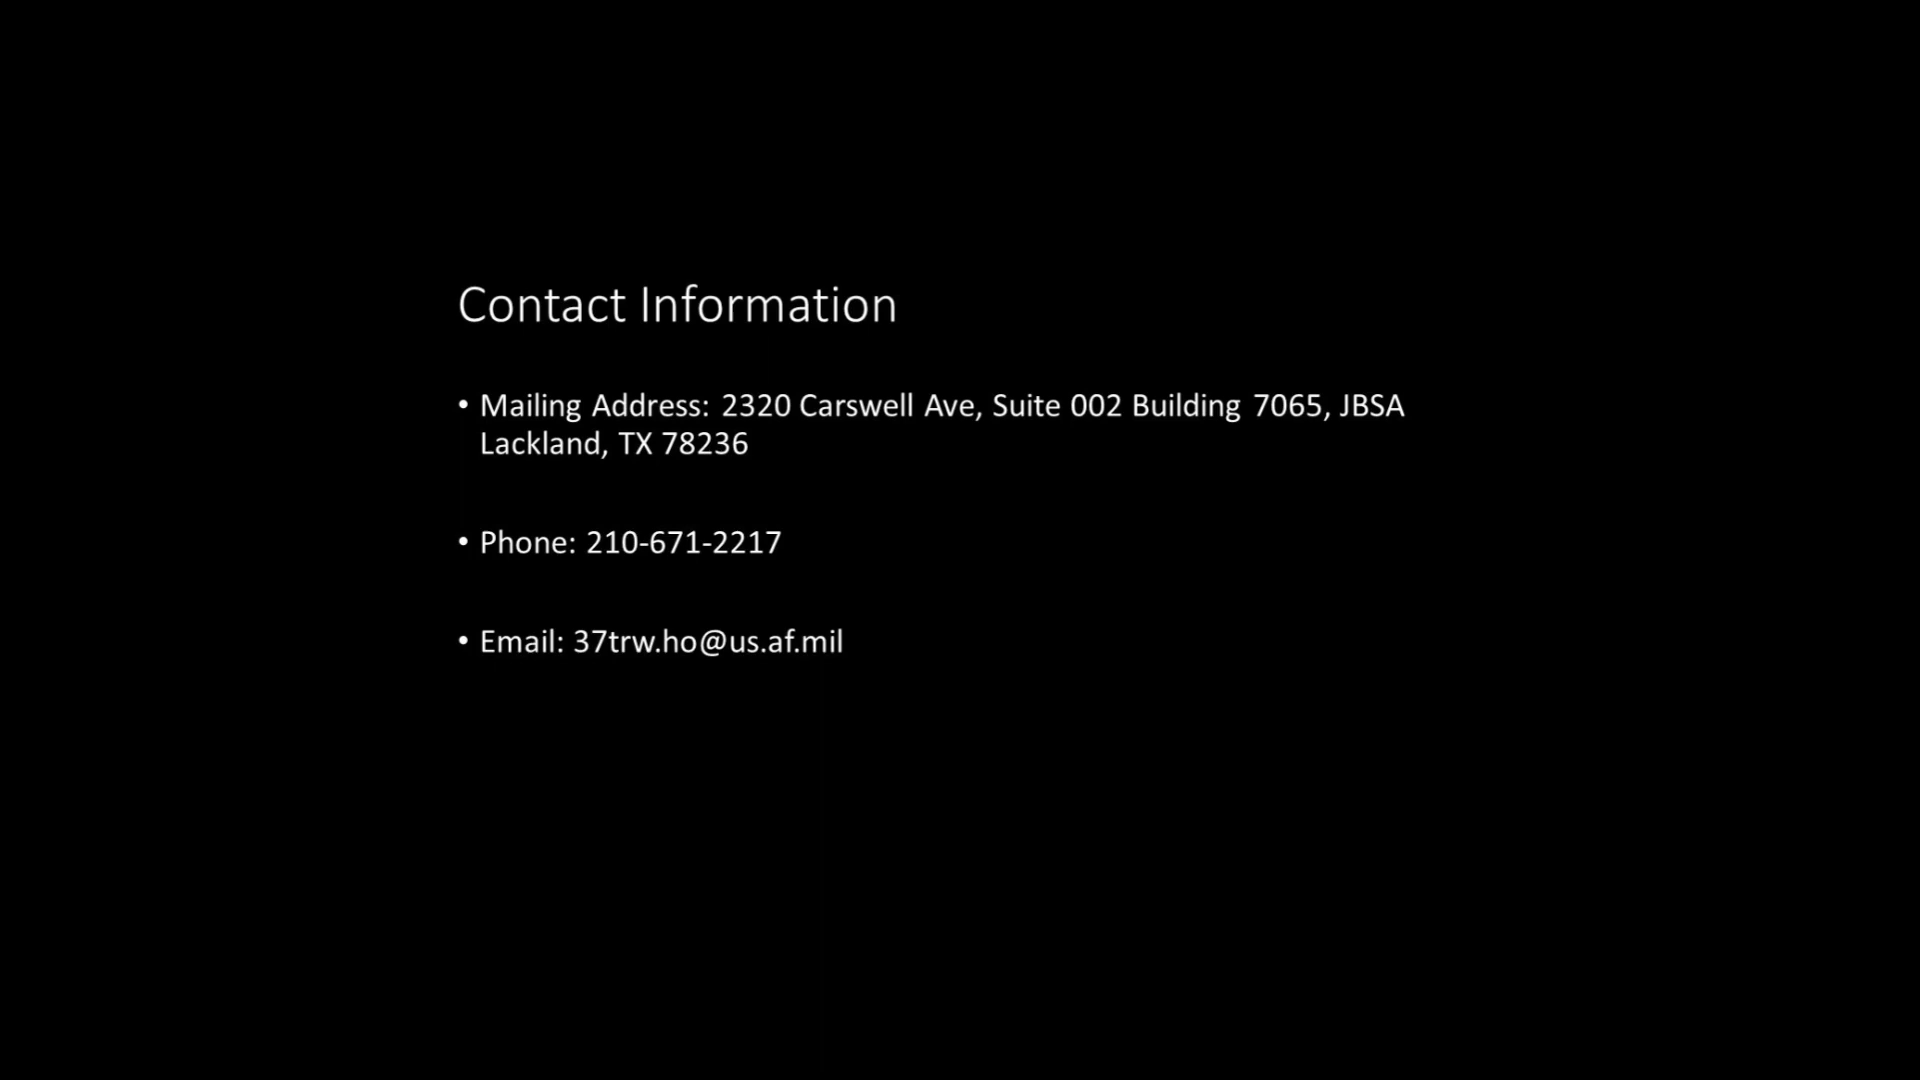 Contact Information
• Mailing Address: 2320 Carswell Ave, Suite 002 Building 7065, JBSA
Lackland, TX 78236
• Phone: 210-671-2217
• Email: 37trw.ho@us.af.mil